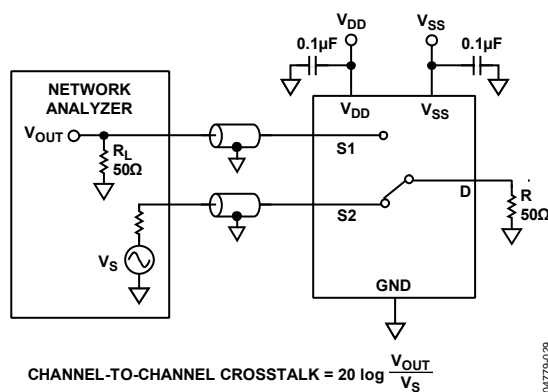 VDD
VSS
0.1µF
0.1µF
NETWORK
ANALYZER
VDD
VSS
VOUT
RL
50Ω
S1
D
R
50Ω
S2
VS
GND
CHANNEL-TO-CHANNEL CROSSTALK = 20 log VOUT/VS
04779-029